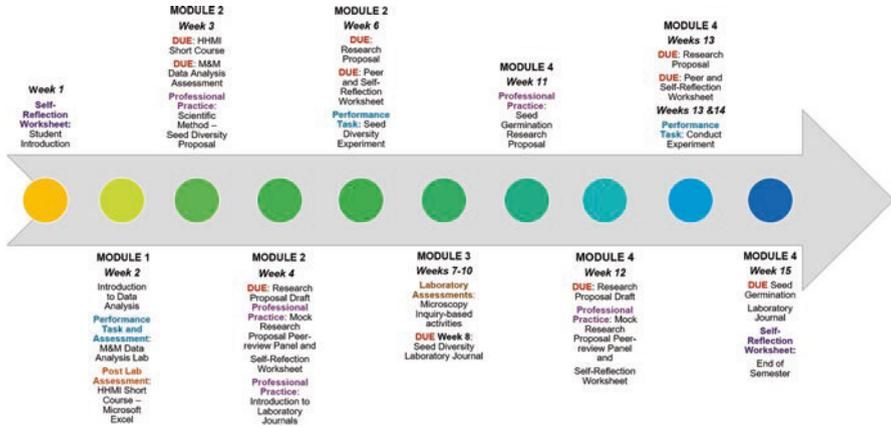 Week 1
Self-
Reflection
Worksheet:
Student
Introduction
MODULE 1
Week 2
Introduction
to Data
Analysis
Performance
Task and
Assessment:
M&M Data
Analysis Lab
Post Lab
Assessment:
HHMI Short
Course –
Microsoft
Excel
MODULE 2
Week 3
DUE: HHMI
Short Course
DUE: M&M
Data Analysis
Assessment
Professional
Practice:
Scientific
Method –
Seed Diversity
Proposal
MODULE 2
Week 4
DUE: Research
Proposal Draft
Professional
Practice: Mock
Research
Proposal Peer-
review Panel and
Self-Refection
Worksheet
Professional
Practice:
Introduction to
Laboratory
Journals
MODULE 2
Week 6
DUE:
Research
Proposal
DUE: Peer
and Self-
Reflection
Worksheet
Performance
Task: Seed
Diversity
Experiment
MODULE 3
Weeks 7-10
Laboratory
Assessments:
Microscopy
Inquiry-based
activities
DUE Week 8:
Seed Diversity
Laboratory Journal
MODULE 4
Week 11
Professional
Practice:
Seed
Germination
Research
Proposal
MODULE 4
Week 12
DUE: Research
Proposal Draft
Professional
Practice: Mock
Research
Proposal Peer-
review Panel
and
Self-Reflection
Worksheet
MODULE 4
Weeks 13
DUE: Research
Proposal
DUE: Peer and
Self-Reflection
Worksheet
Weeks 13 &14
Performance
Task: Conduct
Experiment
MODULE 4
Week 15
DUE Seed
Germination
Laboratory
Journal
Self-
Reflection
Worksheet:
End of
Semester